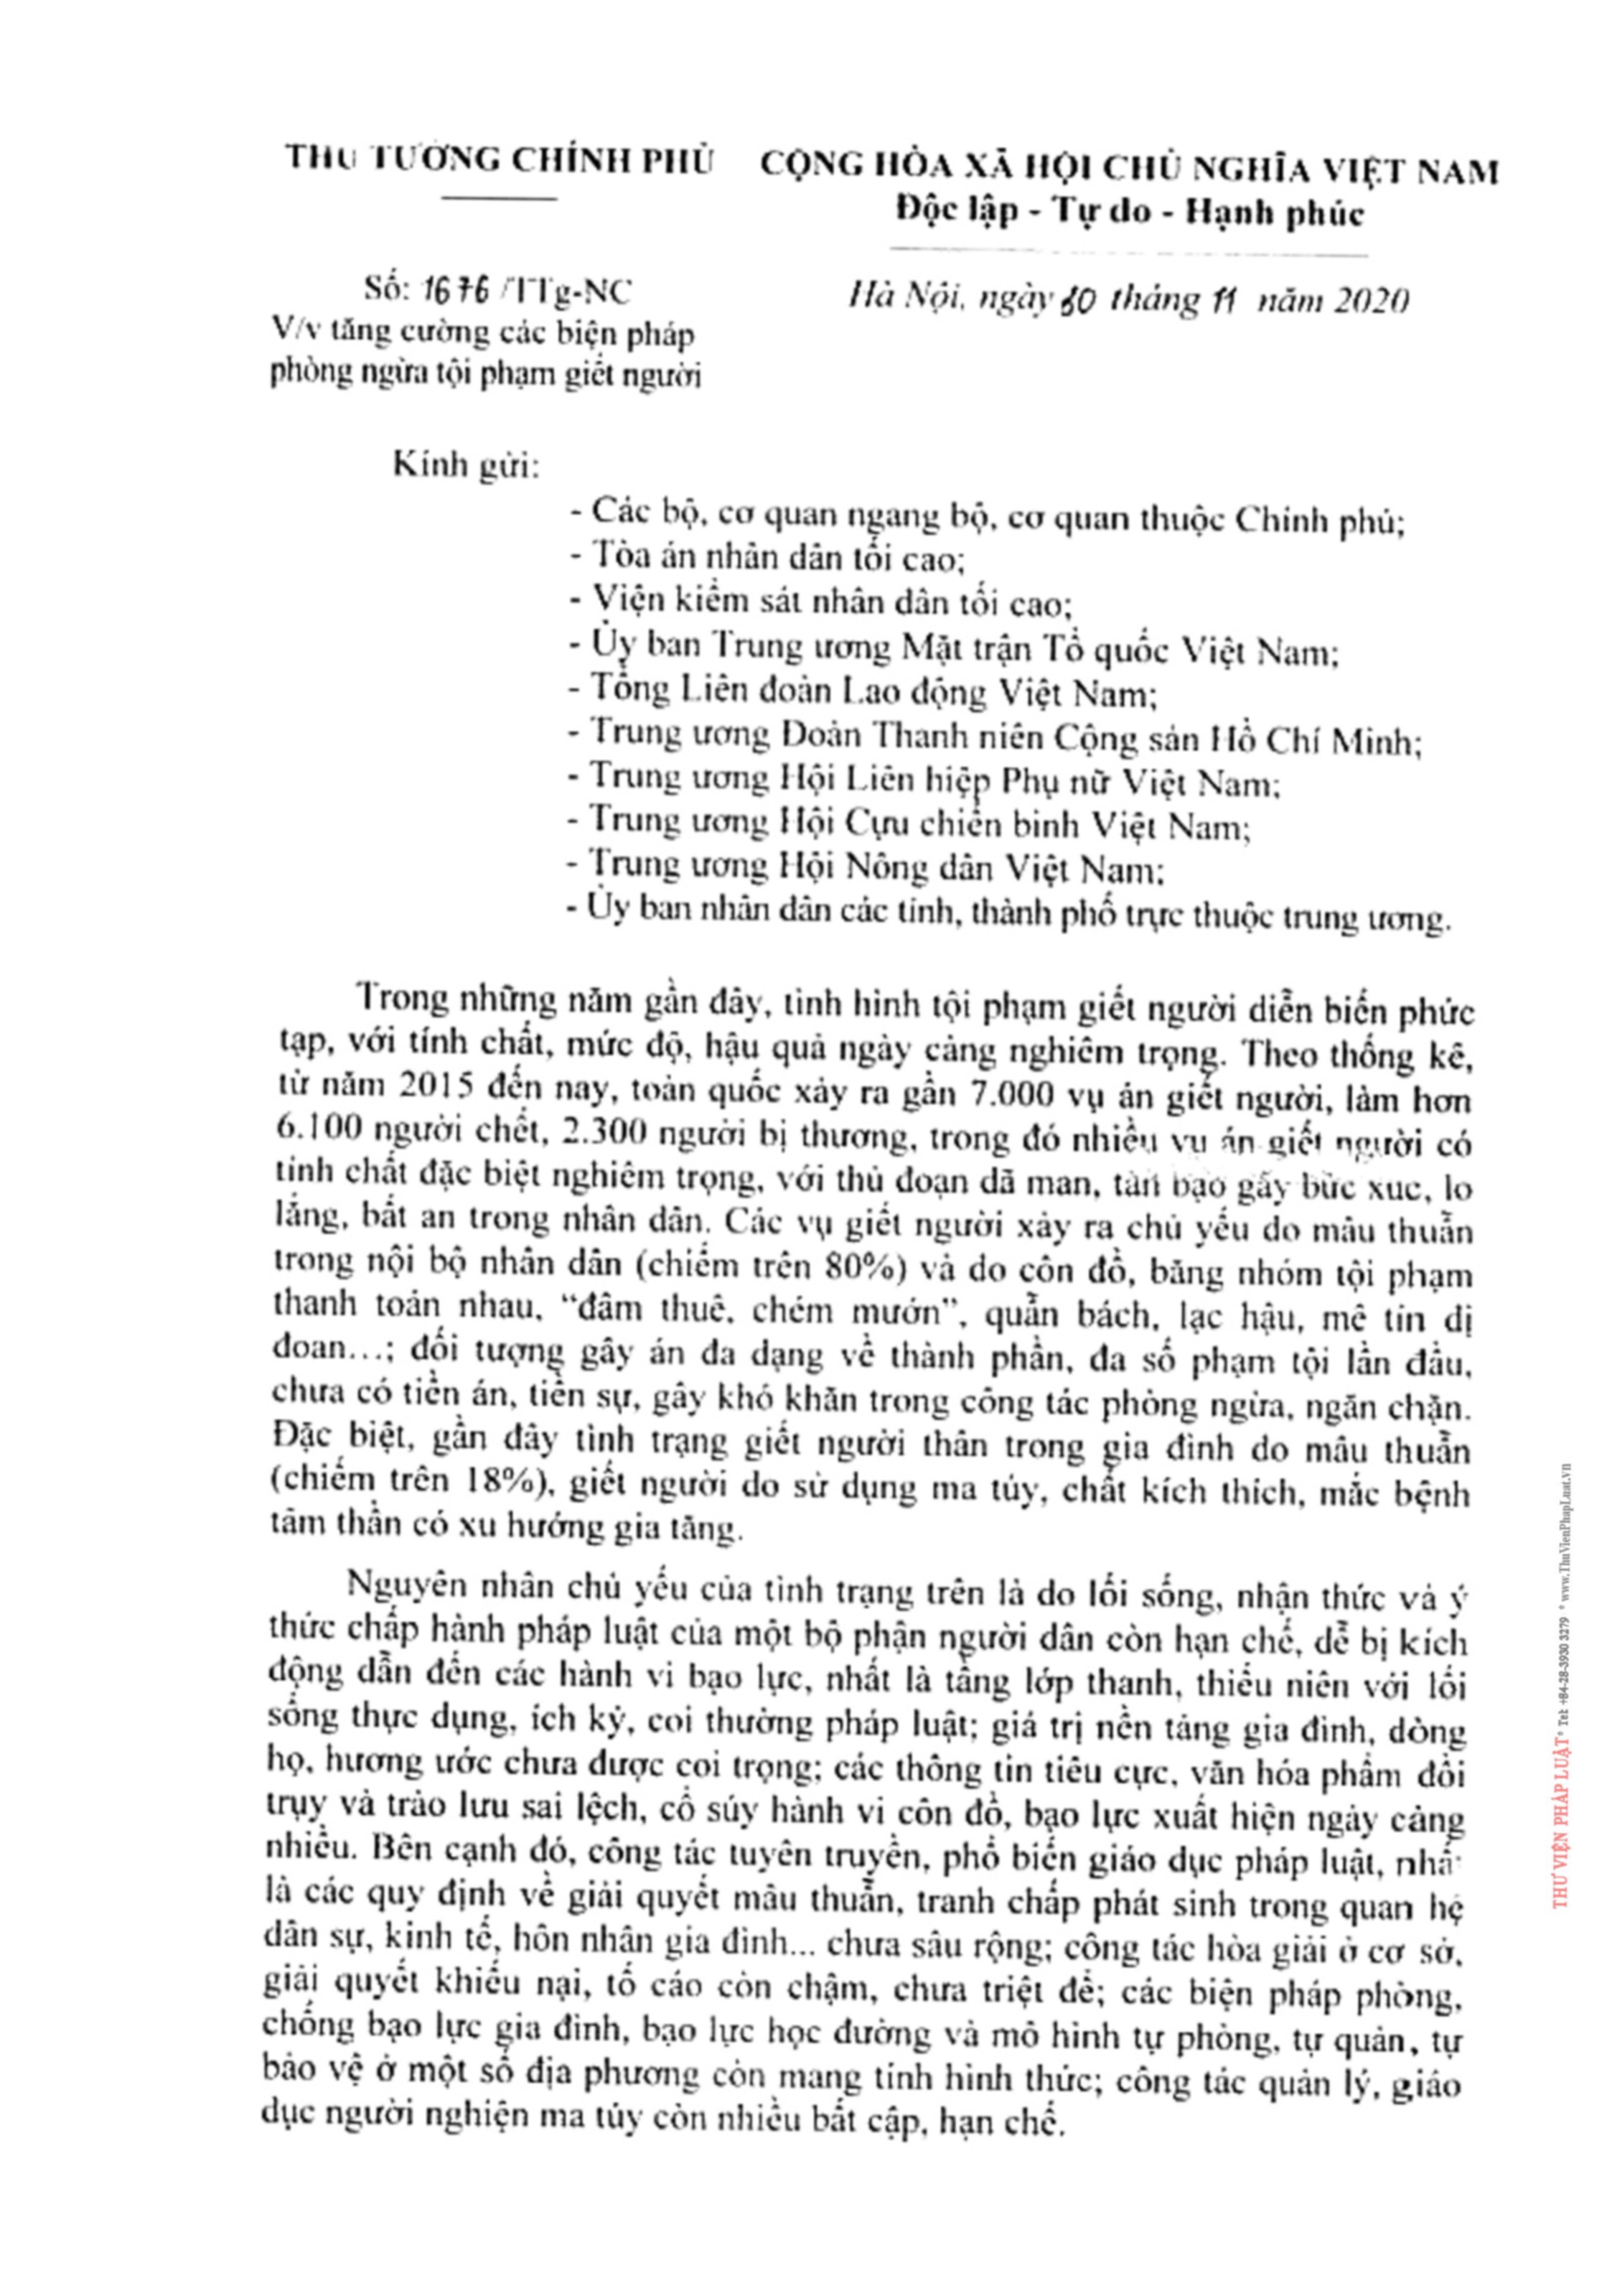 THỦ TƯỚNG CHÍNH PHỦ
CỘNG HÒA XÃ HỘI CHỦ NGHĨA VIỆT NAM
Độc lập - Tự do - Hạnh phúc
Số: 1676 /TTg-NC
V/v tăng cường các biện pháp
phòng ngừa tội phạm giết người
Hà Nội, ngày 30 tháng 11 năm 2020
Kính gửi:
- Các bộ, cơ quan ngang bộ, cơ quan thuộc Chính phủ;
- Tòa án nhân dân tối cao;
- Viện kiểm sát nhân dân tối cao;
- Ủy ban Trung ương Mặt trận Tổ quốc Việt Nam;
- Tổng Liên đoàn Lao động Việt Nam;
- Trung ương Đoàn Thanh niên Cộng sản Hồ Chí Minh;
- Trung ương Hội Liên hiệp Phụ nữ Việt Nam;
- Trung ương Hội Cựu chiến binh Việt Nam;
- Trung ương Hội Nông dân Việt Nam;
- Ủy ban nhân dân các tỉnh, thành phố trực thuộc trung ương.
Trong những năm gần đây, tình hình tội phạm giết người diễn biến phức
tạp, với tính chất, mức độ, hậu quả ngày càng nghiêm trọng. Theo thống kê,
từ năm 2015 đến nay, toàn quốc xảy ra gần 7.000 vụ án giết người, làm hơn
6.100 người chết, 2.300 người bị thương, trong đó nhiều vụ án giết người có
tính chất đặc biệt nghiêm trọng, với thủ đoạn dã man, tàn bạo gây bức xúc, lo
lắng, bất an trong nhân dân. Các vụ giết người xảy ra chủ yếu do mâu thuẫn
trong nội bộ nhân dân (chiếm trên 80%) và do côn đồ, băng nhóm tội phạm
thanh toán nhau, “đâm thuê, chém mướn”, quẫn bách, lạc hậu, mê tín dị
đoan…; đối tượng gây án đa dạng về thành phần, đa số phạm tội lần đầu,
chưa có tiền án, tiền sự, gây khó khăn trong công tác phòng ngừa, ngăn chặn.
Đặc biệt, gần đây tình trạng giết người thân trong gia đình do mâu thuẫn
(chiếm trên 18%), giết người do sử dụng ma túy, chất kích thích, mắc bệnh
tâm thần có xu hướng gia tăng.
Nguyên nhân chủ yếu của tình trạng trên là do lối sống, nhận thức và ý
thức chấp hành pháp luật của một bộ phận người dân còn hạn chế, dễ bị kích
động dẫn đến các hành vi bạo lực, nhất là tầng lớp thanh, thiếu niên với lối
sống thực dụng, ích kỷ, coi thường pháp luật; giá trị nền tảng gia đình, dòng
họ, hương ước chưa được coi trọng; các thông tin tiêu cực, văn hóa phẩm đồi
trụy và trào lưu sai lệch, cổ súy hành vi côn đồ, bạo lực xuất hiện ngày càng
nhiều. Bên cạnh đó, công tác tuyên truyền, phổ biến giáo dục pháp luật, nhất
là các quy định về giải quyết mâu thuẫn, tranh chấp phát sinh trong quan hệ
dân sự, kinh tế, hôn nhân gia đình... chưa sâu rộng; công tác hòa giải ở cơ sở,
giải quyết khiếu nại, tố cáo còn chậm, chưa triệt để; các biện pháp phòng,
chống bạo lực gia đình, bạo lực học đường và mô hình tự phòng, tự quản, tự
bảo vệ ở một số địa phương còn mang tính hình thức; công tác quản lý, giáo
dục người nghiện ma túy còn nhiều bất cập, hạn chế.
THƯ VIỆN PHÁP LUẬT * Tel: +84-28-3930 3279 * www.ThuVienPhapLuat.vn